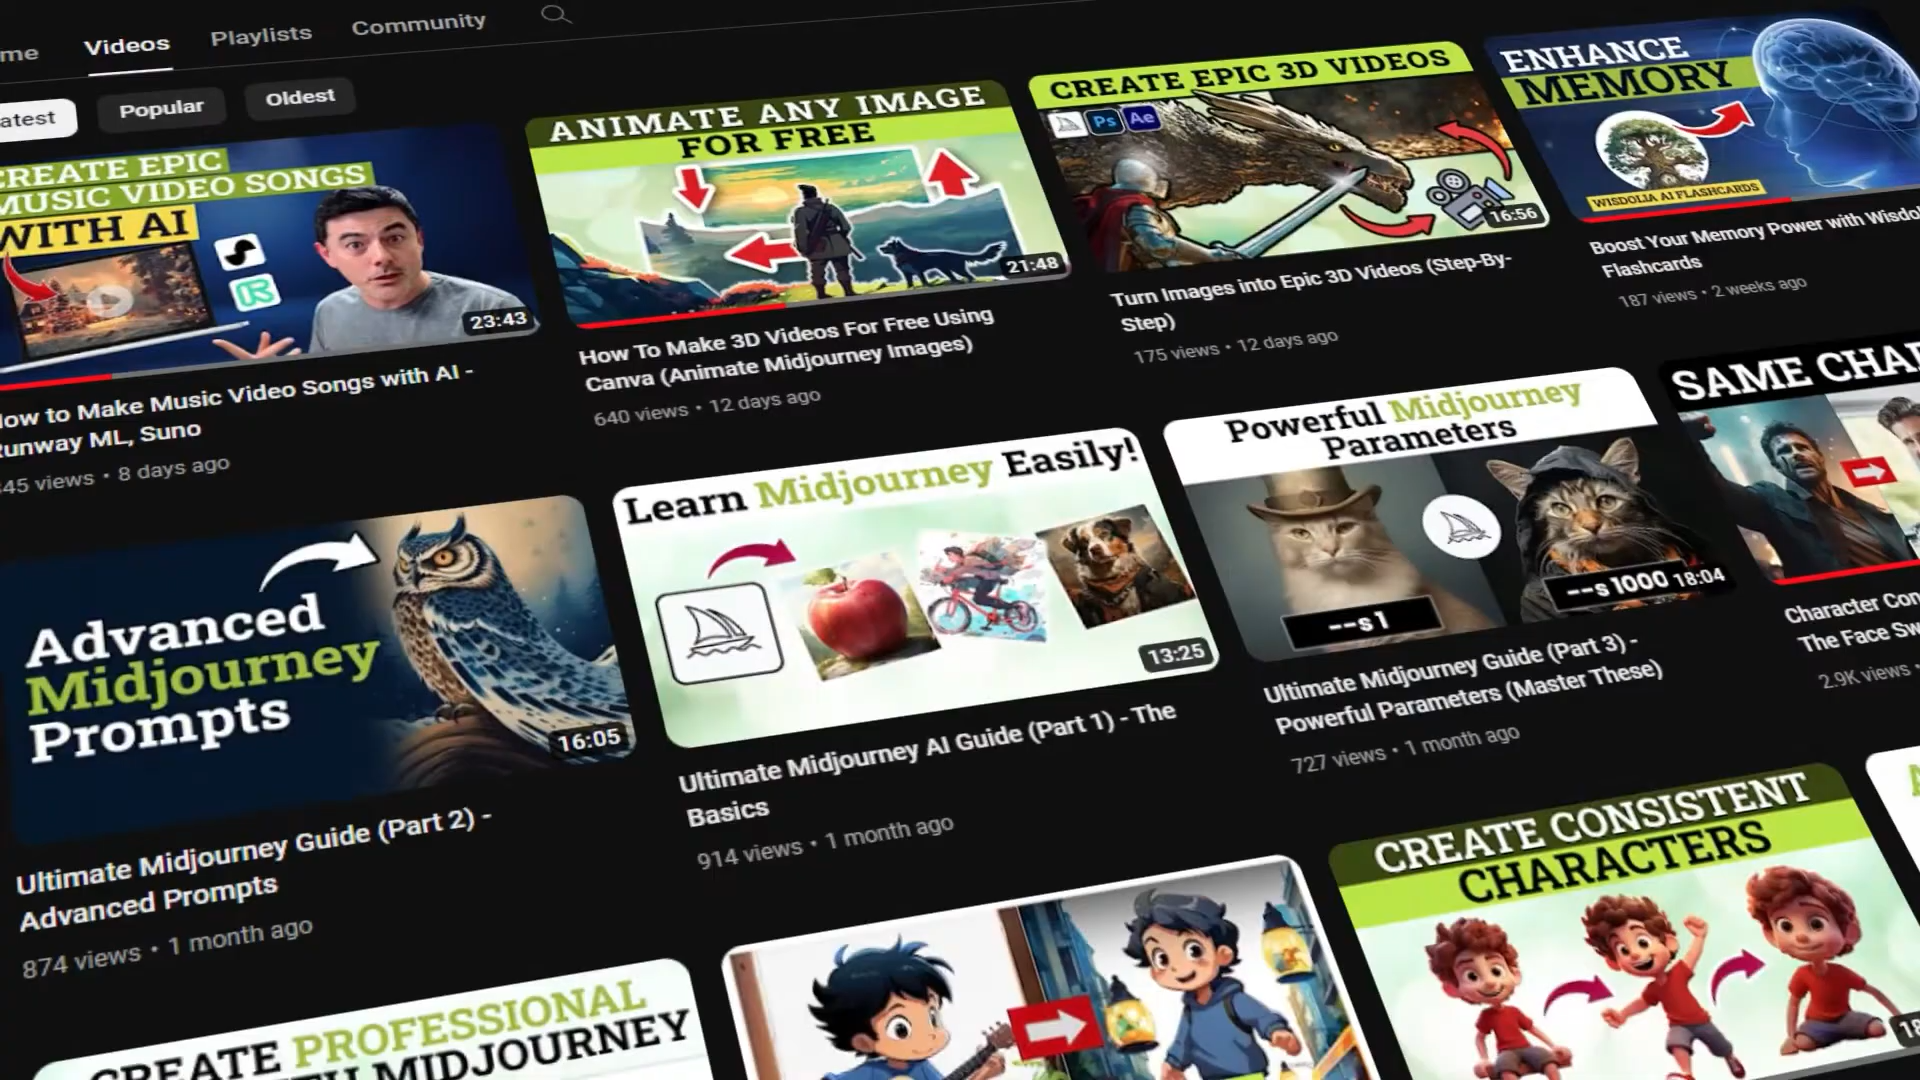 Videos
Playlists
Community
Popular
Oldest
CREATE EPIC
MUSIC VIDEO SONGS
WITH AI
23:43
How to Make Music Video Songs with AI -
Runway ML, Suno
views • 8 days ago
ANIMATE ANY IMAGE
FOR FREE
21:48
How To Make 3D Videos For Free Using
Canva (Animate Midjourney Images)
640 views • 12 days ago
CREATE EPIC 3D VIDEOS
Ps
Ae
16:56
Turn Images into Epic 3D Videos (Step-By-
Step)
175 views • 12 days ago
ENHANCE
MEMORY
WISDOLIA AI FLASHCARDS
Boost Your Memory Power with
Flashcards
187 views • 2 weeks ago
Advanced
Midjourney
Prompts
16:05
Ultimate Midjourney Guide (Part 2) -
Advanced Prompts
874 views • 1 month ago
Learn Midjourney Easily!
13:25
Ultimate Midjourney AI Guide (Part 1) - The
Basics
914 views • 1 month ago
Powerful Midjourney
Parameters
--s 1
--s 1000
18:04
Ultimate Midjourney Guide (Part 3) -
Powerful Parameters (Master These)
727 views • 1 month ago
SAME
Character
The Face
2.9K views •
CREATE PROFESSIONAL
MIDJOURNEY
CREATE CONSISTENT
CHARACTERS